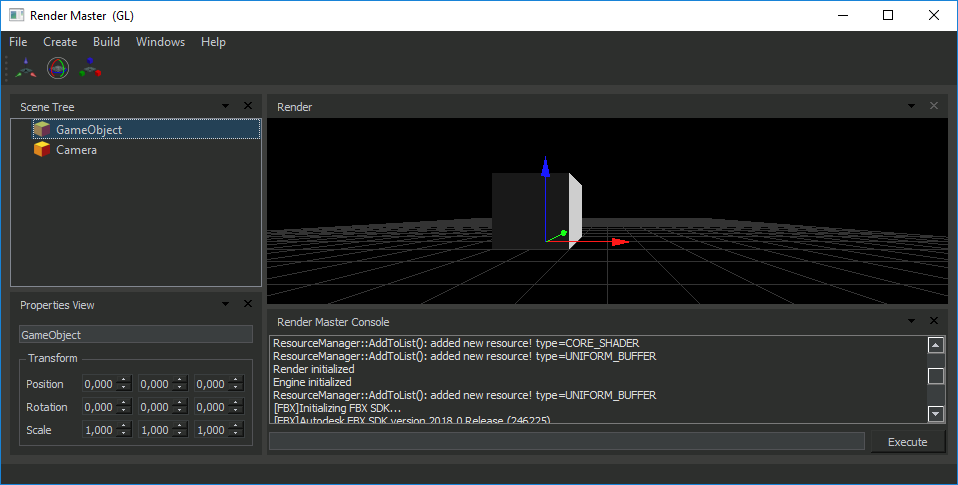 Render Master (GL)
File Create Build Windows Help
Scene Tree
GameObject
Camera
Render
Properties View
GameObject
Transform
Position 0,000 0,000 0,000
Rotation 0,000 0,000 0,000
Scale 1,000 1,000 1,000
Render Master Console
ResourceManager::AddToList(): added new resource! type=CORE_SHADER
ResourceManager::AddToList(): added new resource! type=UNIFORM_BUFFER
Render initialized
Engine initialized
ResourceManager::AddToList(): added new resource! type=UNIFORM_BUFFER
[FBX]Initializing FBX SDK...
[FBX]Autodesk FBX SDK version 2018.0 Release (246225)
Execute